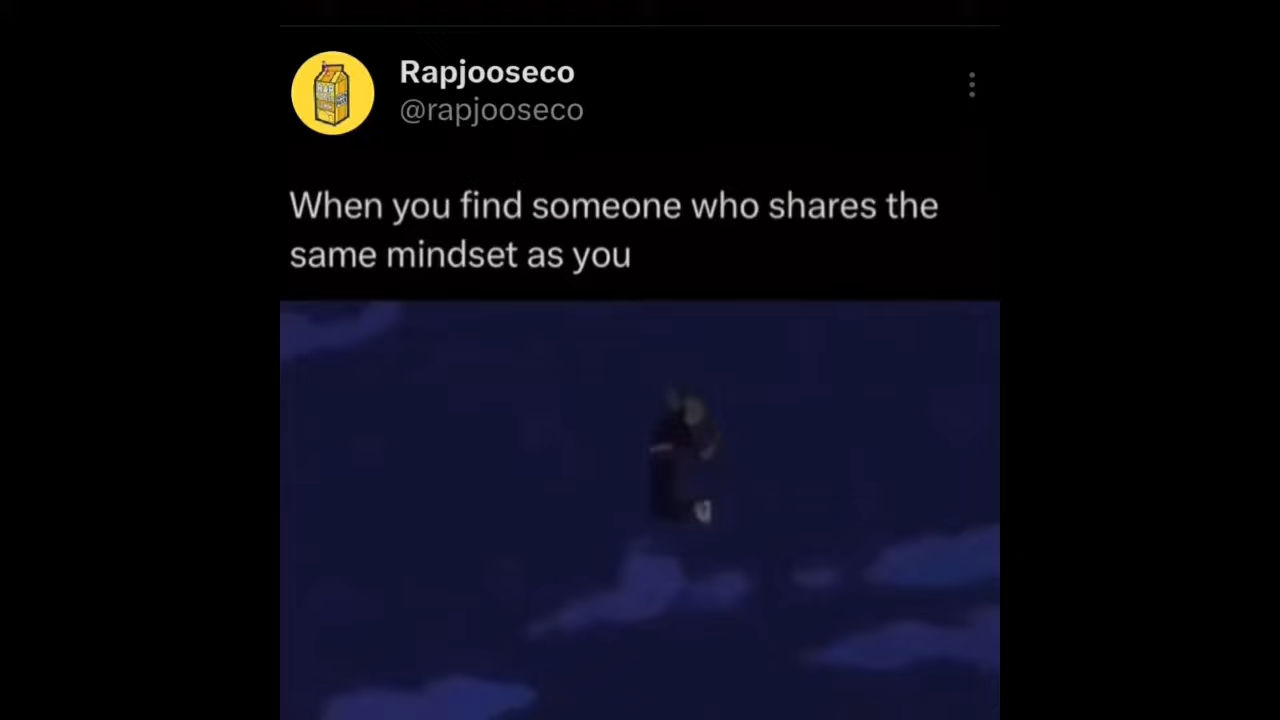 Rapjooseco
@rapjooseco
When you find someone who shares the
same mindset as you